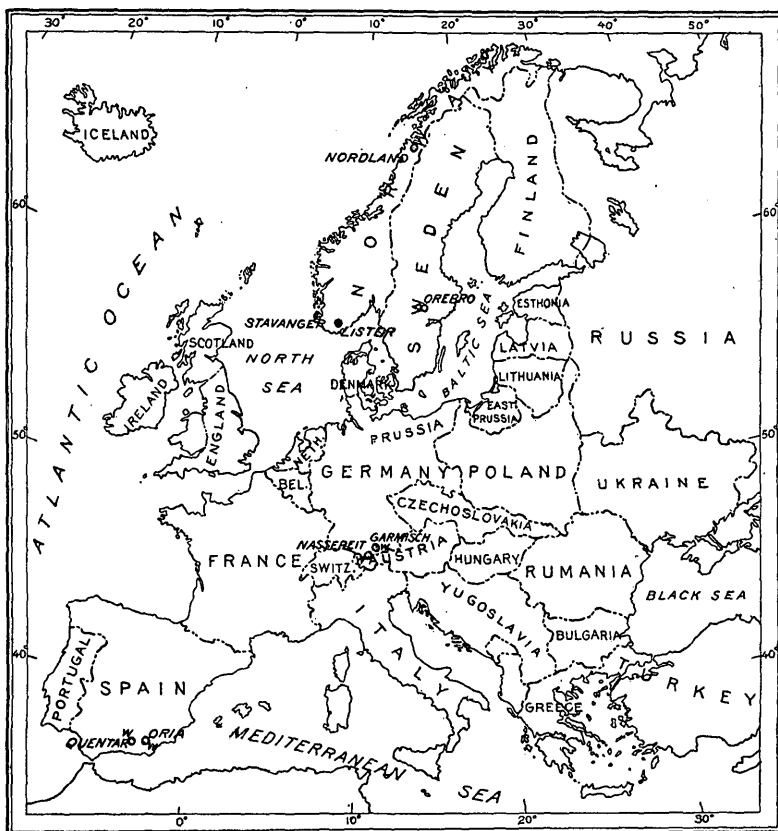 30° 20° 10° 0° 10° 20° 30° 40° 50°
ICELAND
NORDLAND
W
NORWAY
SWEDEN
FINLAND
60° 60°
ATLANTIC OCEAN
OREBRO
BALTIC SEA
ESTHONIA
STAVANGER
LISTER
SCOTLAND
NORTH
SEA
LATVIA
RUSSIA
LITHUANIA
DENMARK
IRELAND
ENGLAND
EAST
PRUSSIA
50° 50°
PRUSSIA
NETH.
GERMANY
POLAND
BEL.
UKRAINE
CZECHOSLOVAKIA
NASSEREIT
GARMISCH
W
FRANCE
SWITZ.
AUSTRIA
HUNGARY
RUMANIA
BLACK SEA
YUGOSLAVIA
ITALY
BULGARIA
40° 40°
PORTUGAL
SPAIN
TURKEY
GREECE
W
QUENTAR
ORIA
W
MEDITERRANEAN
SEA
0° 10° 20° 30°